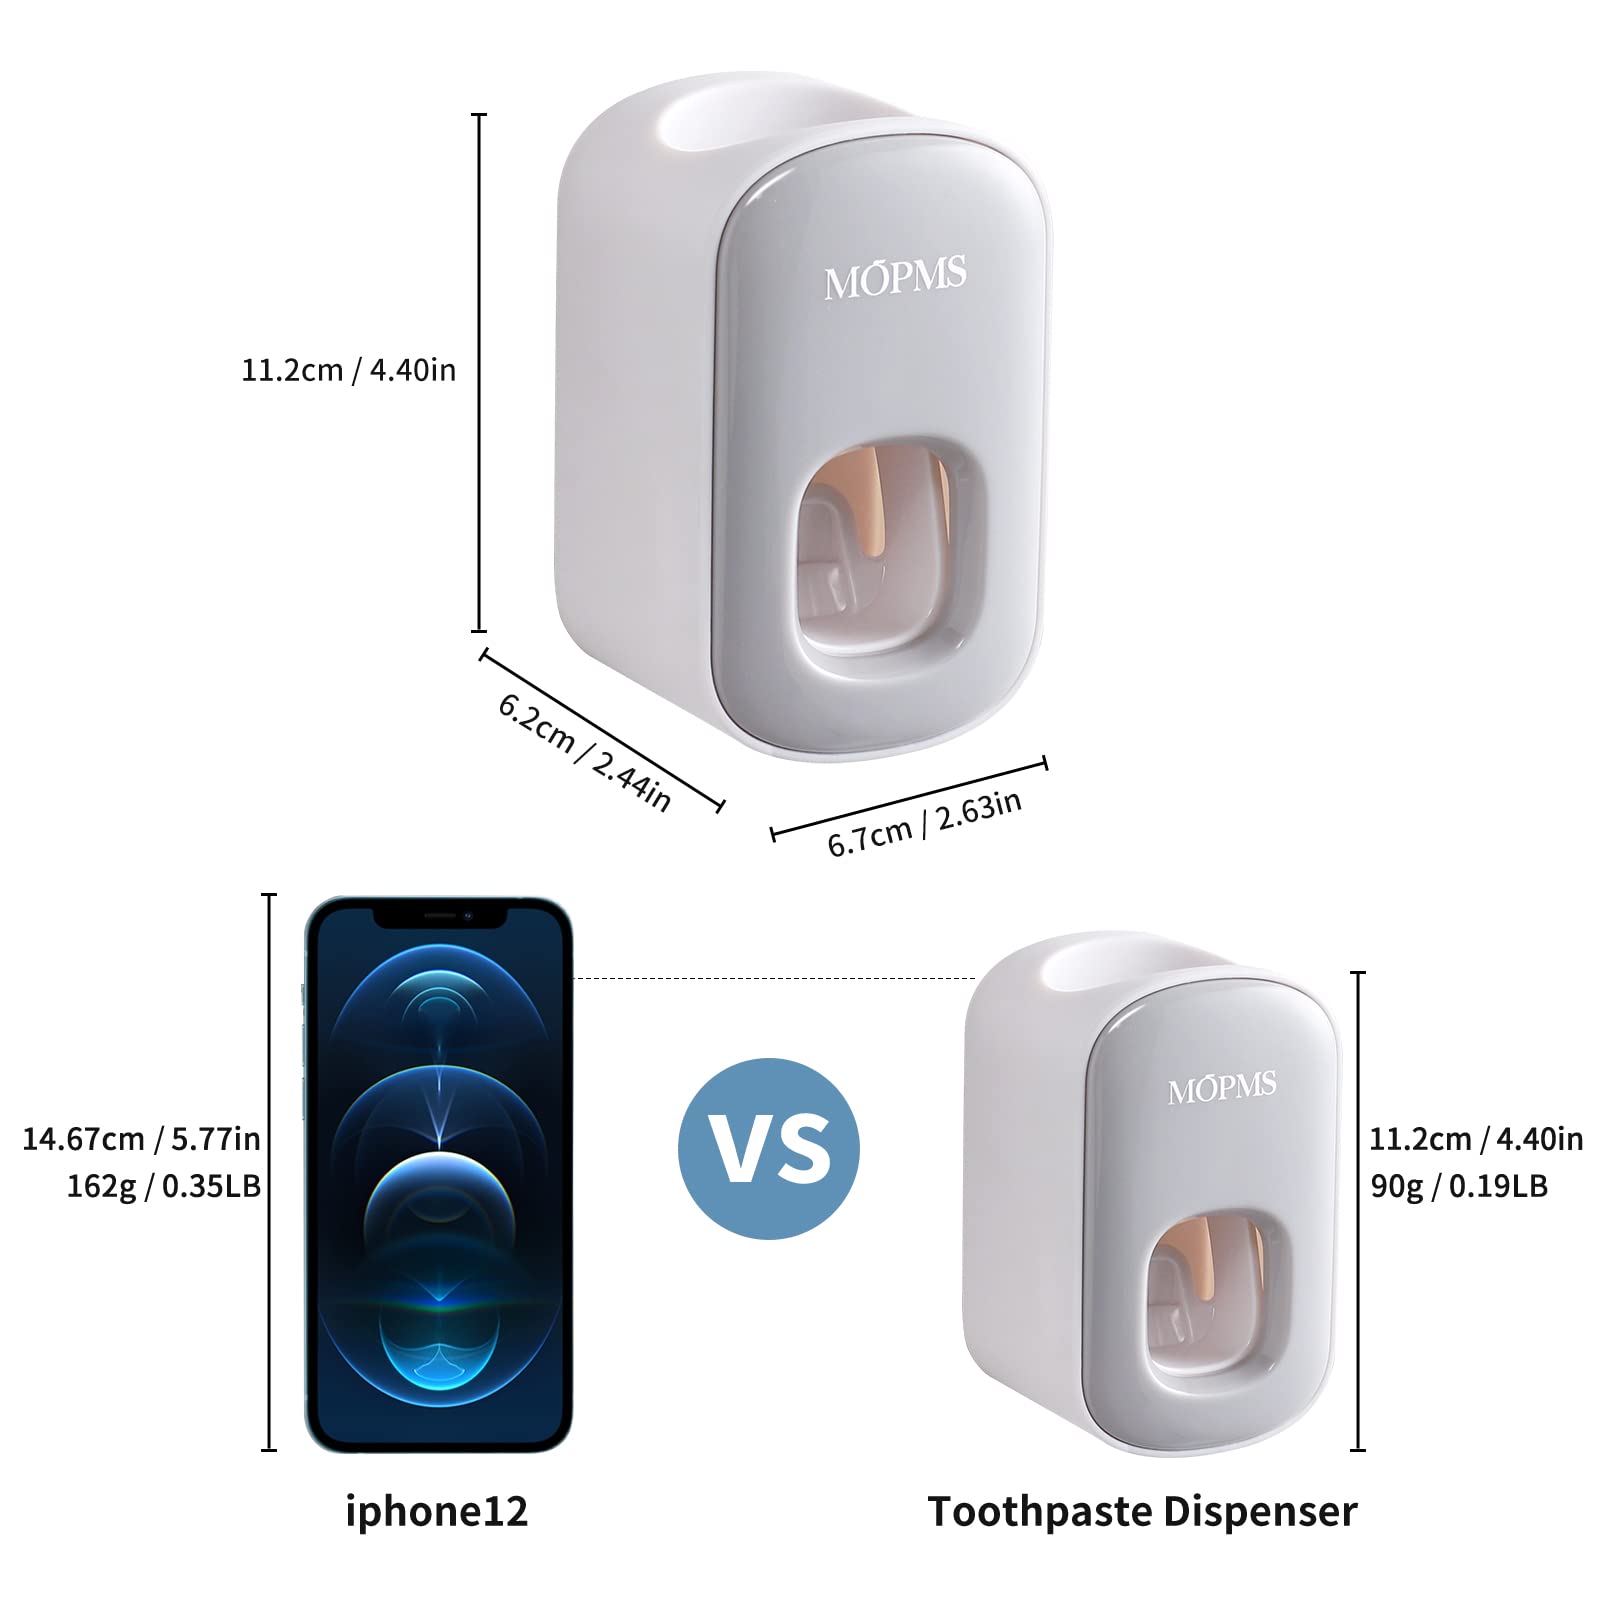 MOPMS
11.2cm / 4.40in
6.2cm / 2.44in
6.7cm / 2.63in
14.67cm / 5.77in
162g / 0.35LB
VS
MOPMS
11.2cm / 4.40in
90g / 0.19LB
iphone12
Toothpaste Dispenser